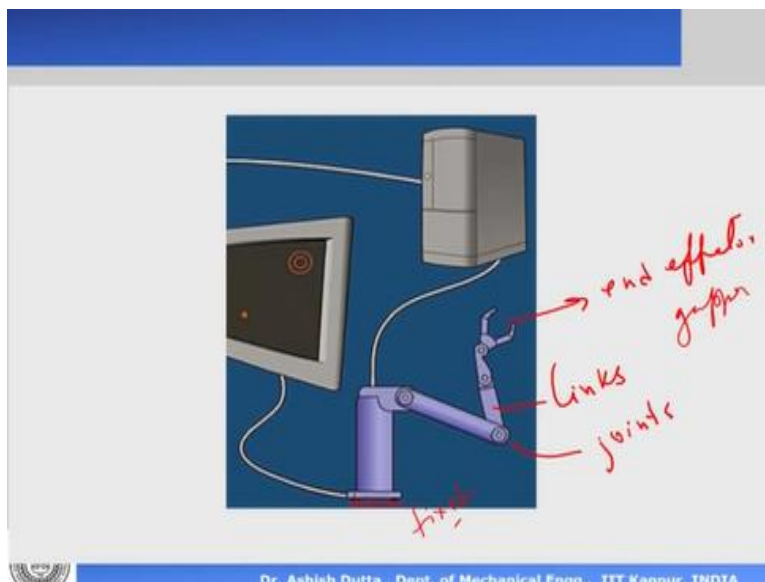 end effector
gripper
Links
joints
fixed
Dr. Ashish Dutta, Dept. of Mechanical Engg., IIT Kanpur, INDIA